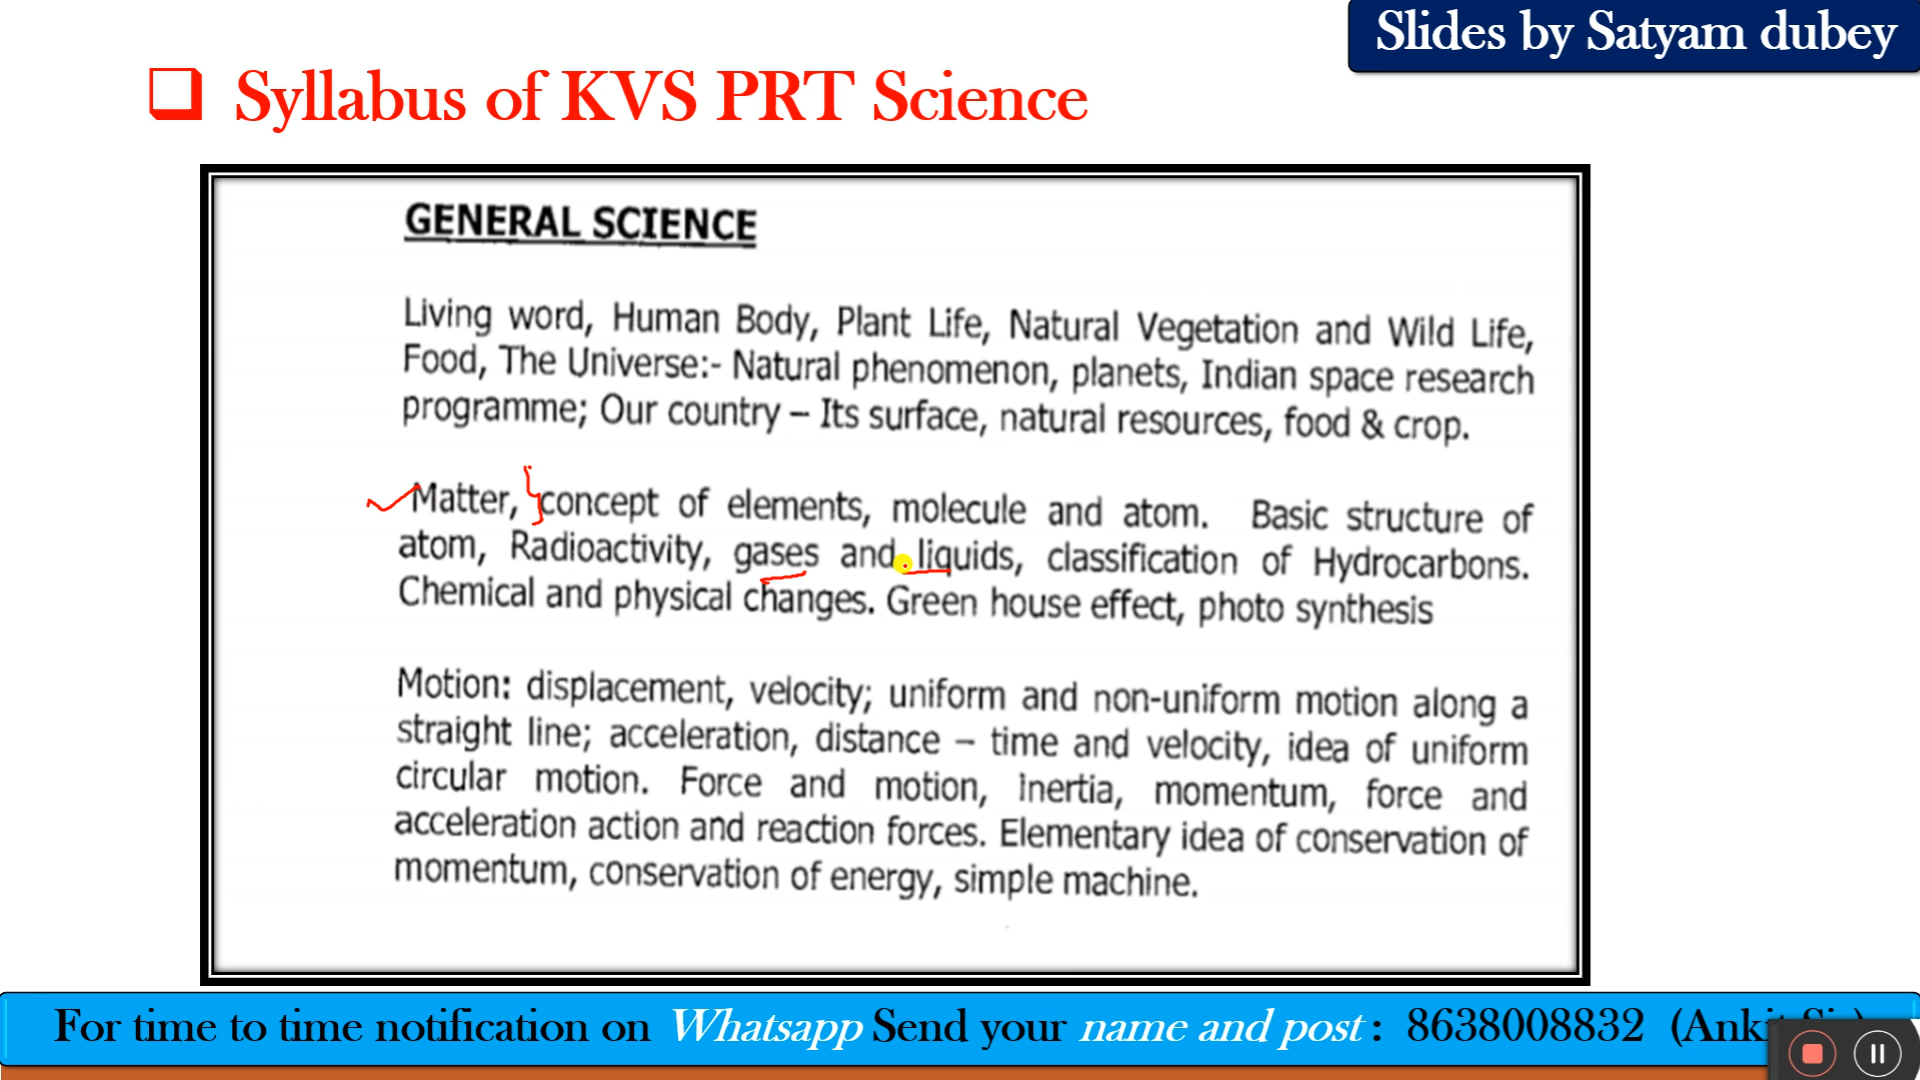 Slides by Satyam dubey
Syllabus of KVS PRT Science
GENERAL SCIENCE
Living word, Human Body, Plant Life, Natural Vegetation and Wild Life,
Food, The Universe:- Natural phenomenon, planets, Indian space research
programme; Our country – Its surface, natural resources, food & crop.
Matter, concept of elements, molecule and atom. Basic structure of
atom, Radioactivity, gases and liquids, classification of Hydrocarbons.
Chemical and physical changes. Green house effect, photo synthesis
Motion: displacement, velocity; uniform and non-uniform motion along a
straight line; acceleration, distance – time and velocity, idea of uniform
circular motion. Force and motion, inertia, momentum, force and
acceleration action and reaction forces. Elementary idea of conservation of
momentum, conservation of energy, simple machine.
For time to time notification on Whatsapp Send your name and post : 8638008832 (Ankit Sir)